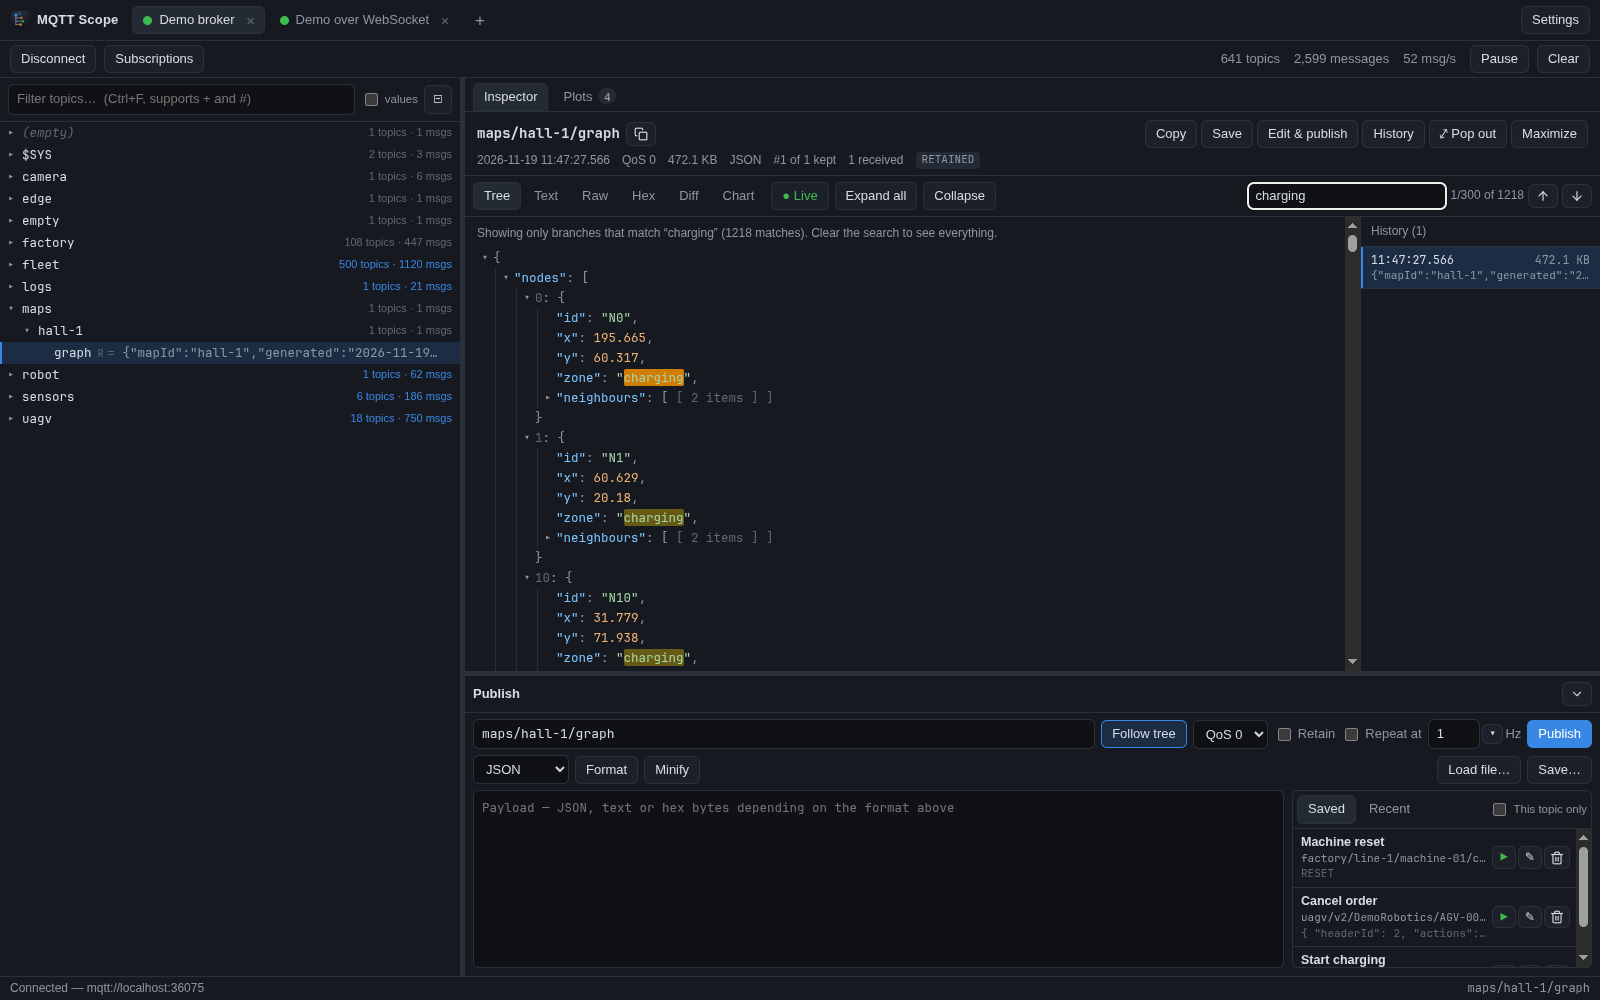 MQTT Scope Demo broker × Demo over WebSocket × + Settings
Disconnect Subscriptions 641 topics 2,599 messages 52 msg/s Pause Clear
Filter topics… (Ctrl+F, supports + and #) values
(empty) 1 topics · 1 msgs
$SYS 2 topics · 3 msgs
camera 1 topics · 6 msgs
edge 1 topics · 1 msgs
empty 1 topics · 1 msgs
factory 108 topics · 447 msgs
fleet 500 topics · 1120 msgs
logs 1 topics · 21 msgs
maps 1 topics · 1 msgs
hall-1 1 topics · 1 msgs
graph R = {"mapId":"hall-1","generated":"2026-11-19…
robot 1 topics · 62 msgs
sensors 6 topics · 186 msgs
uagv 18 topics · 750 msgs
Inspector Plots 4
maps/hall-1/graph Copy Save Edit & publish History Pop out Maximize
2026-11-19 11:47:27.566 QoS 0 472.1 KB JSON #1 of 1 kept 1 received RETAINED
Tree Text Raw Hex Diff Chart ● Live Expand all Collapse charging 1/300 of 1218
Showing only branches that match “charging” (1218 matches). Clear the search to see everything.
{
"nodes": [
0: {
"id": "N0",
"x": 195.665,
"y": 60.317,
"zone": "charging",
"neighbours": [ [ 2 items ] ]
}
1: {
"id": "N1",
"x": 60.629,
"y": 20.18,
"zone": "charging",
"neighbours": [ [ 2 items ] ]
}
10: {
"id": "N10",
"x": 31.779,
"y": 71.938,
"zone": "charging",
History (1)
11:47:27.566 472.1 KB
{"mapId":"hall-1","generated":"2…
Publish
maps/hall-1/graph Follow tree QoS 0 Retain Repeat at 1 Hz Publish
JSON Format Minify Load file… Save…
Payload — JSON, text or hex bytes depending on the format above
Saved Recent This topic only
Machine reset
factory/line-1/machine-01/c…
RESET
Cancel order
uagv/v2/DemoRobotics/AGV-00…
{ "headerId": 2, "actions":…
Start charging
Connected — mqtt://localhost:36075 maps/hall-1/graph